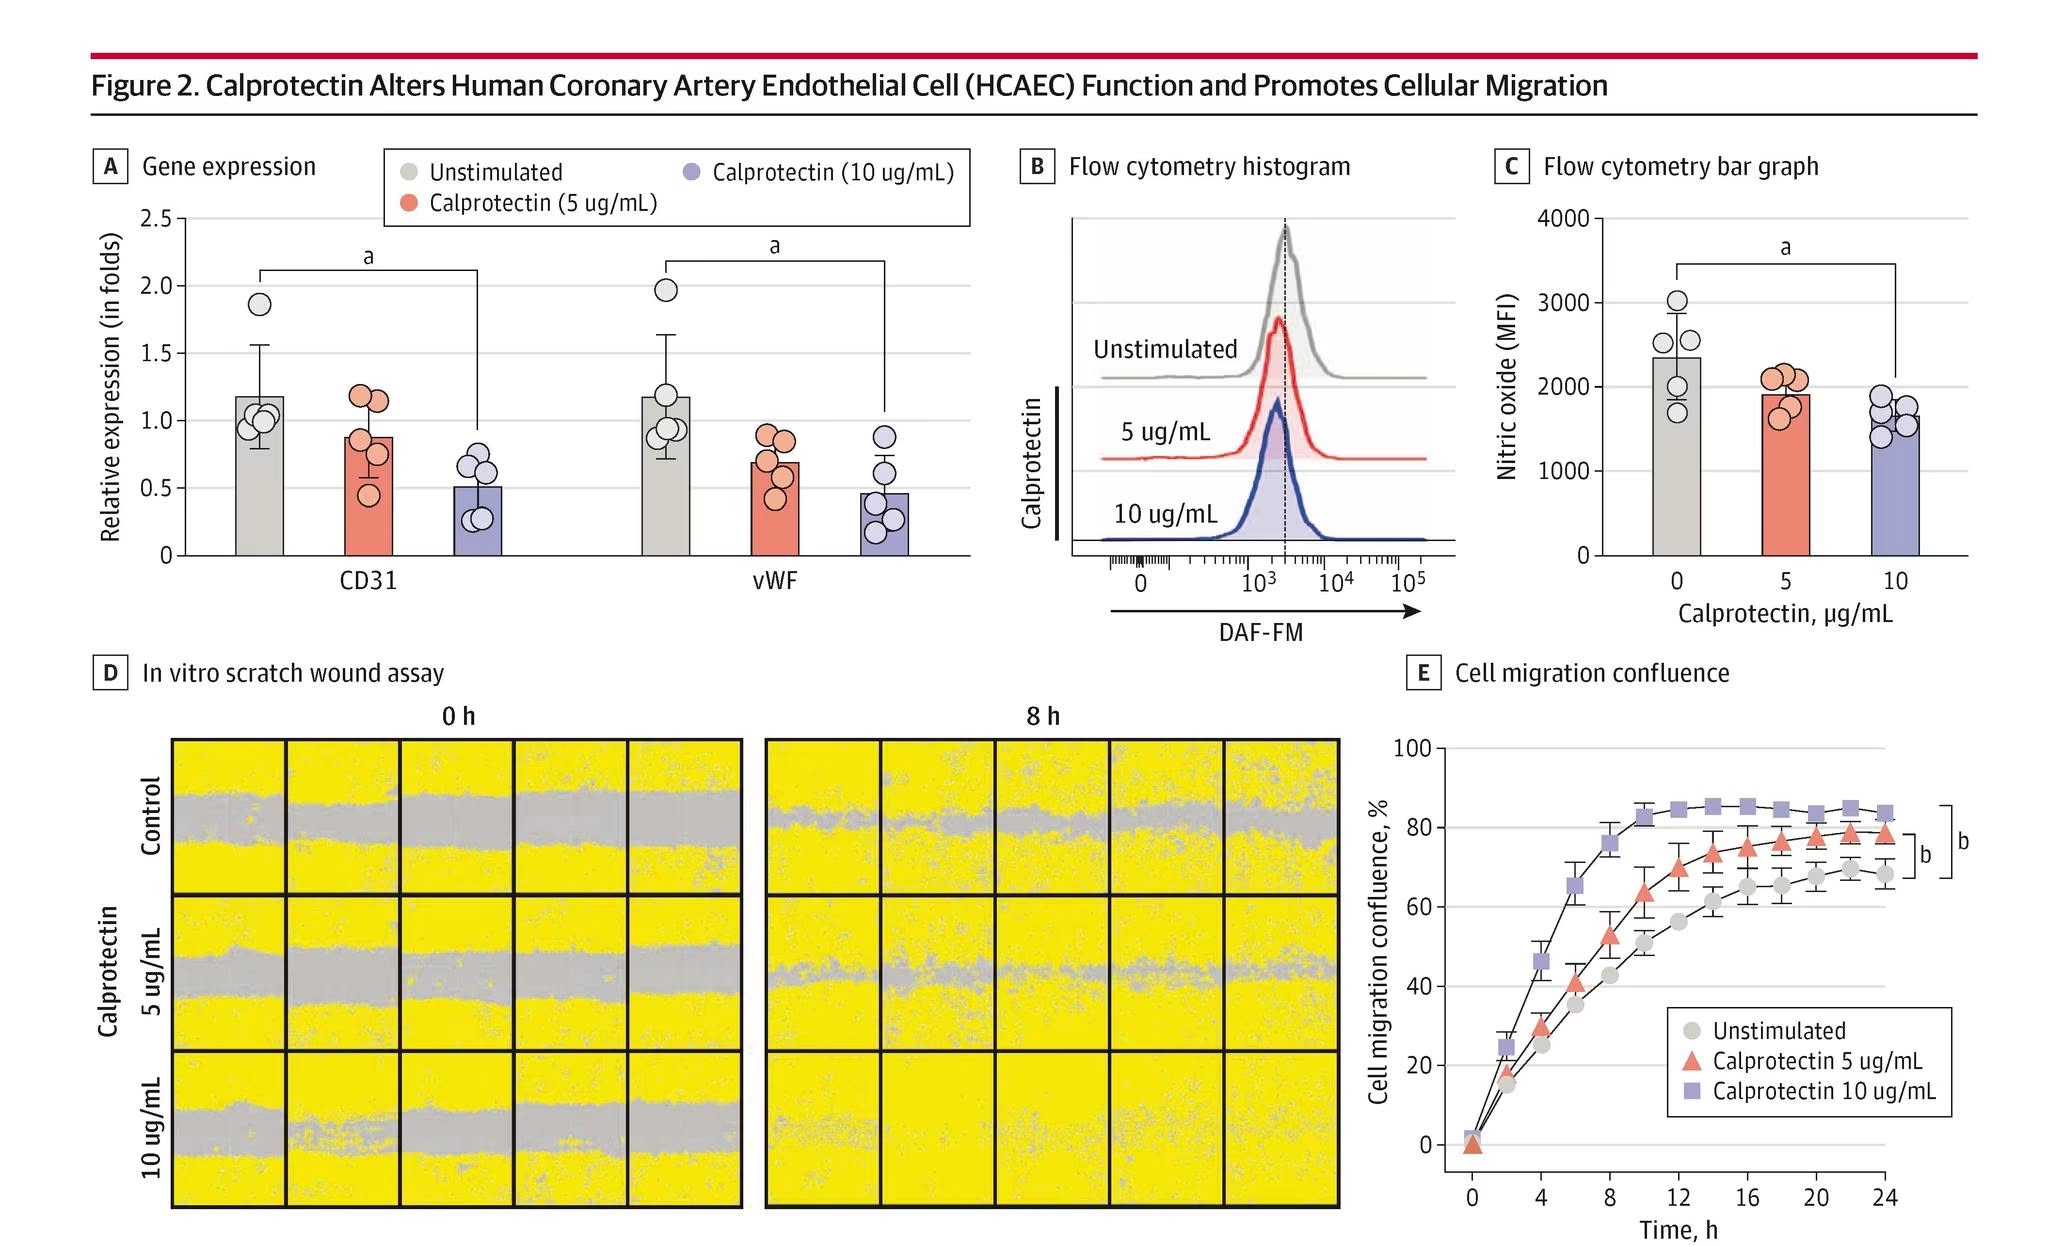 Figure 2. Calprotectin Alters Human Coronary Artery Endothelial Cell (HCAEC) Function and Promotes Cellular Migration
A Gene expression
Unstimulated
Calprotectin (10 ug/mL)
Calprotectin (5 ug/mL)
Relative expression (in folds)
2.5
2.0
1.5
1.0
0.5
0
a
a
CD31
vWF
B Flow cytometry histogram
Unstimulated
Calprotectin
5 ug/mL
10 ug/mL
0
10³
10⁴
10⁵
DAF-FM
C Flow cytometry bar graph
Nitric oxide (MFI)
4000
3000
2000
1000
0
a
0
5
10
Calprotectin, µg/mL
D In vitro scratch wound assay
0 h
8 h
Control
Calprotectin
5 ug/mL
10 ug/mL
E Cell migration confluence
Cell migration confluence, %
100
80
60
40
20
0
b
b
Unstimulated
Calprotectin 5 ug/mL
Calprotectin 10 ug/mL
0
4
8
12
16
20
24
Time, h